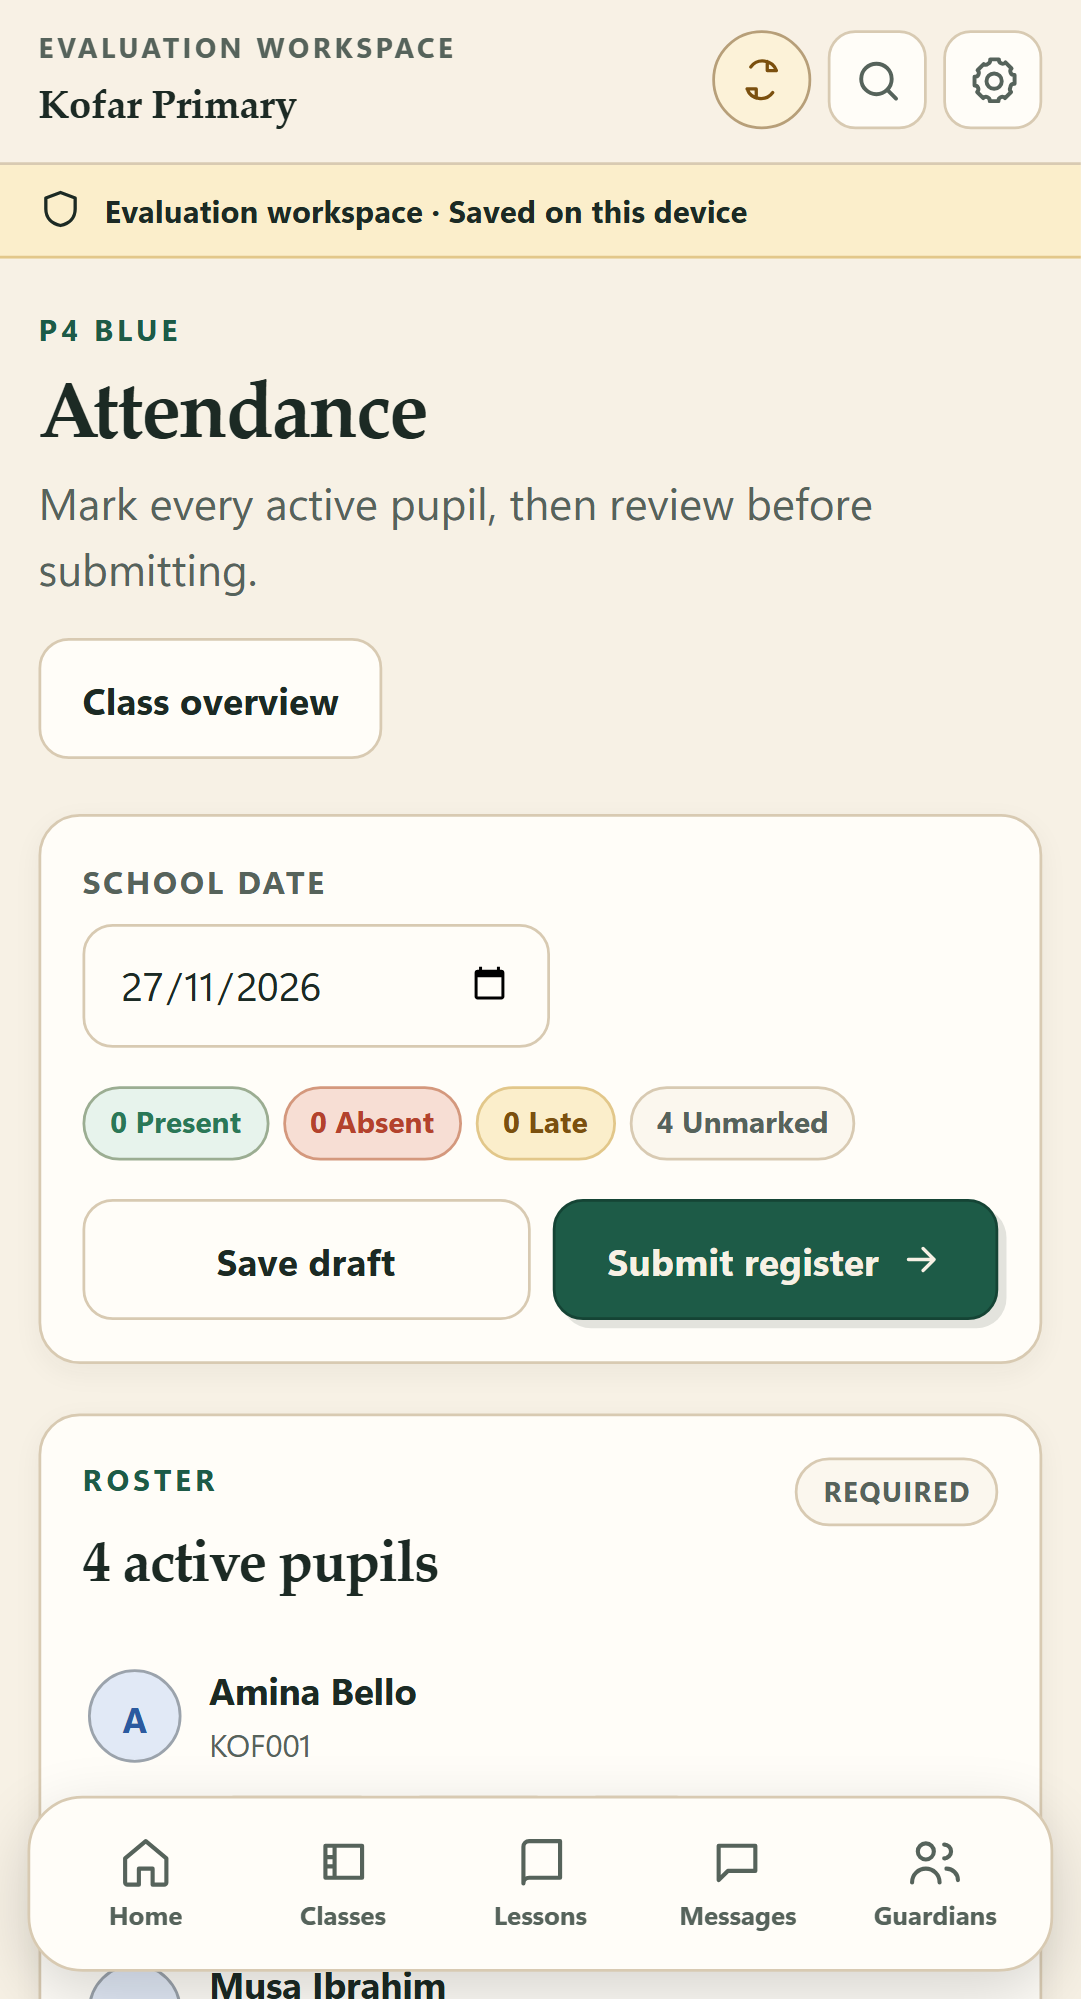 EVALUATION WORKSPACE
Kofar Primary
Evaluation workspace · Saved on this device
P4 BLUE
Attendance
Mark every active pupil, then review before
submitting.
Class overview
SCHOOL DATE
27/11/2026
0 Present
0 Absent
0 Late
4 Unmarked
Save draft
Submit register
ROSTER
REQUIRED
4 active pupils
A
Amina Bello
KOF001
Home
Classes
Lessons
Messages
Guardians
Musa Ibrahim